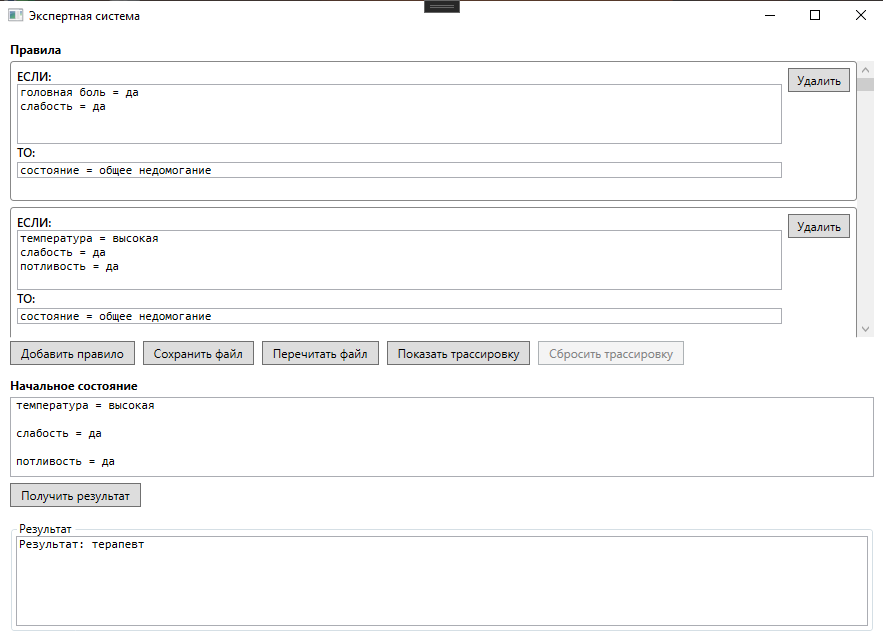 Экспертная система
Правила
ЕСЛИ:
Удалить
головная боль = да
слабость = да
ТО:
состояние = общее недомогание
ЕСЛИ:
Удалить
температура = высокая
слабость = да
потливость = да
ТО:
состояние = общее недомогание
Добавить правило Сохранить файл Перечитать файл Показать трассировку Сбросить трассировку
Начальное состояние
температура = высокая
слабость = да
потливость = да
Получить результат
Результат
Результат: терапевт